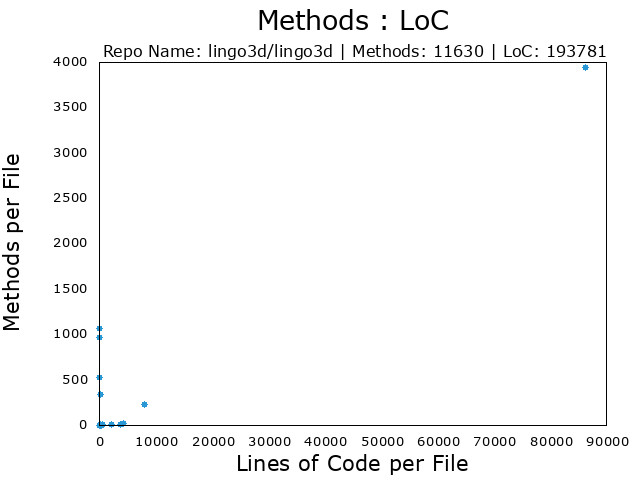 Methods : LoC
Repo Name: lingo3d/lingo3d | Methods: 11630 | LoC: 193781
Methods per File
4000
3500
3000
2500
2000
1500
1000
500
0
0 10000 20000 30000 40000 50000 60000 70000 80000 90000
Lines of Code per File